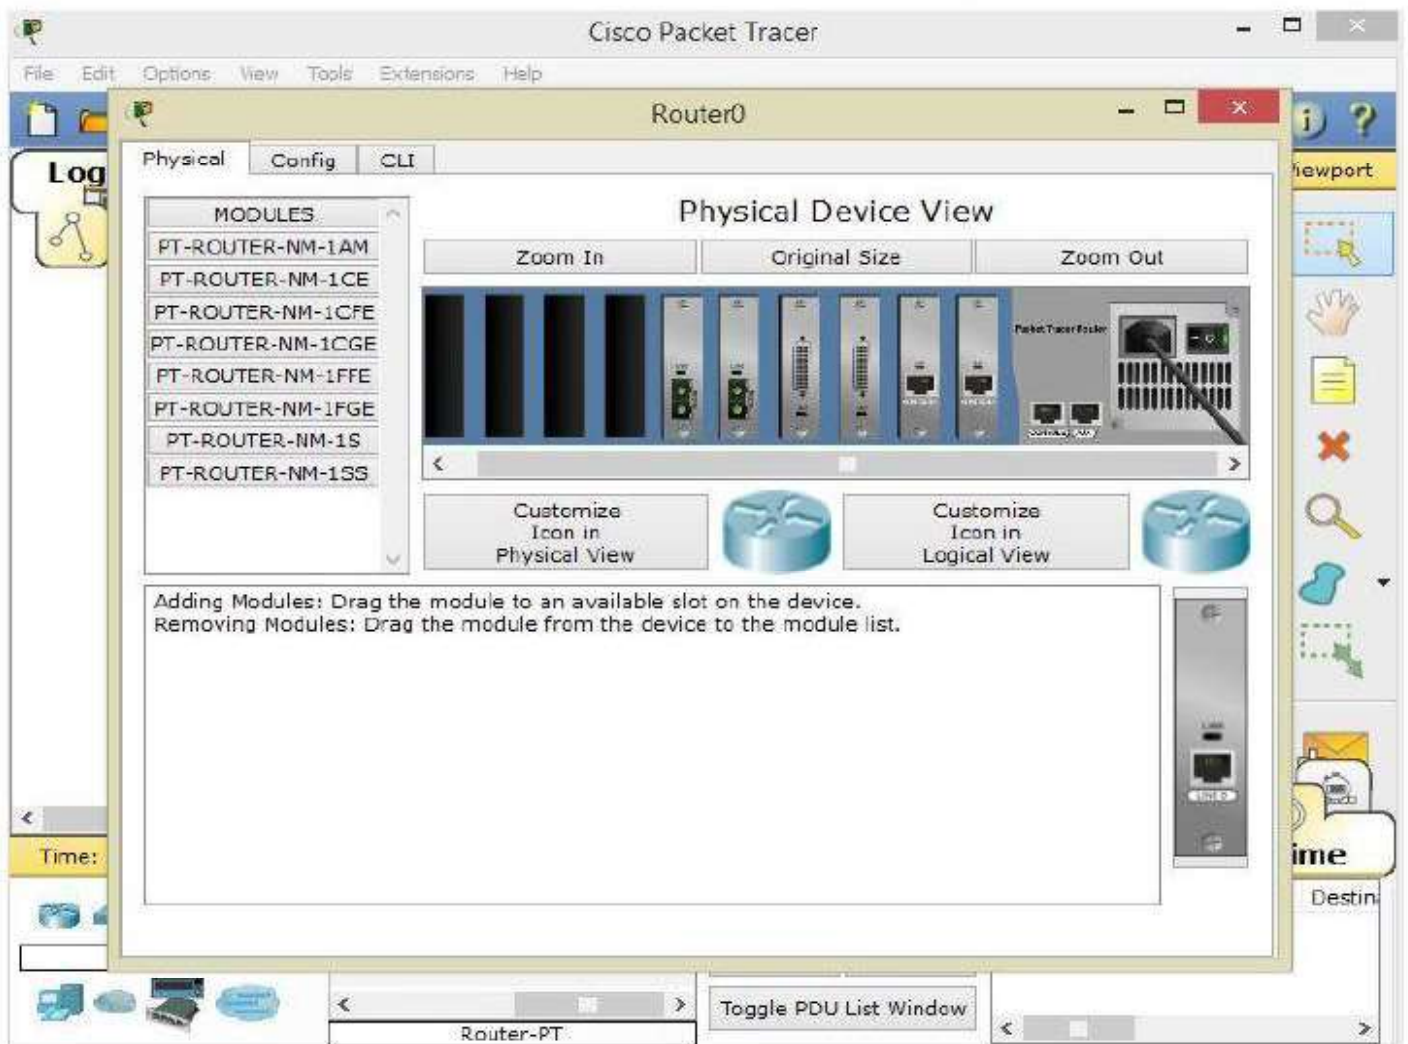 Cisco Packet Tracer
File Edit Options View Tools Extensions Help
Router0
i ?
Physical Config CLI
Log
Viewport
MODULES
PT-ROUTER-NM-1AM
PT-ROUTER-NM-1CE
PT-ROUTER-NM-1CFE
PT-ROUTER-NM-1CGE
PT-ROUTER-NM-1FFE
PT-ROUTER-NM-1FGE
PT-ROUTER-NM-1S
PT-ROUTER-NM-1SS
Physical Device View
Zoom In Original Size Zoom Out
Packet Tracer Router
Customize
Icon in
Physical View
Customize
Icon in
Logical View
Adding Modules: Drag the module to an available slot on the device.
Removing Modules: Drag the module from the device to the module list.
LINK
Time:
ime
Destin
Toggle PDU List Window
Router-PT